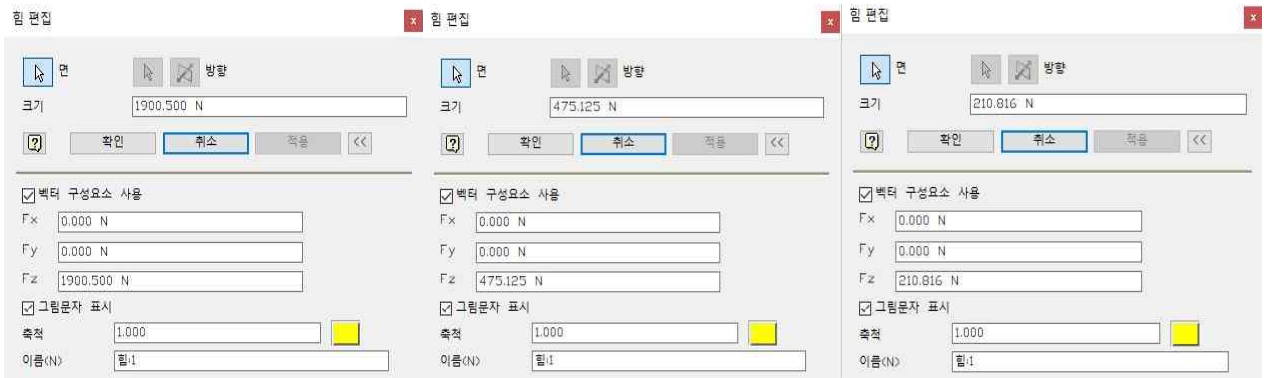 힘 편집
x
면
방향
크기
1900.500 N
확인
취소
적용
<<
벡터 구성요소 사용
Fx
0.000 N
Fy
0.000 N
Fz
1900.500 N
그림문자 표시
축척
1.000
이름(N)
힘:1
힘 편집
x
면
방향
크기
475.125 N
확인
취소
적용
<<
벡터 구성요소 사용
Fx
0.000 N
Fy
0.000 N
Fz
475.125 N
그림문자 표시
축척
1.000
이름(N)
힘:1
힘 편집
x
면
방향
크기
210.816 N
확인
취소
적용
<<
벡터 구성요소 사용
Fx
0.000 N
Fy
0.000 N
Fz
210.816 N
그림문자 표시
축척
1.000
이름(N)
힘:1